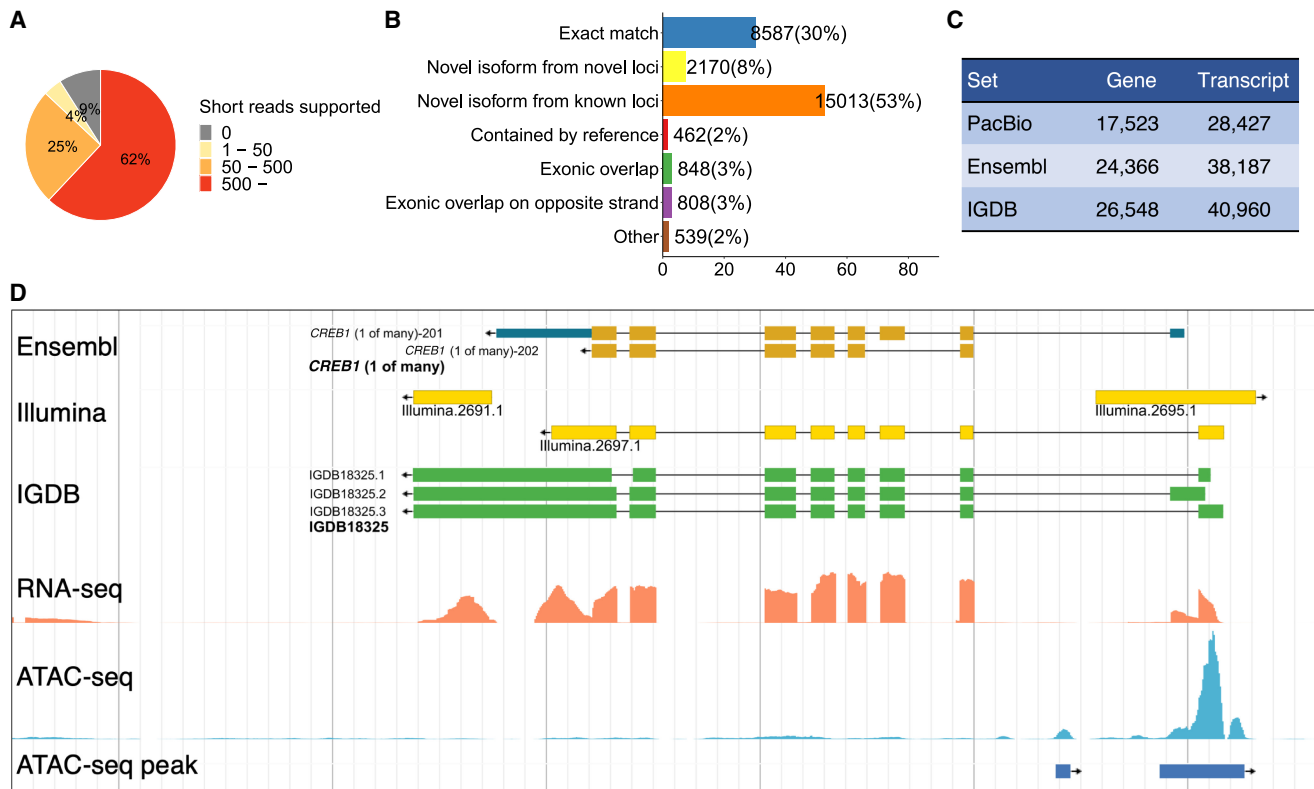 A
9%
4%
25%
62%
Short reads supported
0
1 – 50
50 – 500
500 –
B
Exact match
8587(30%)
Novel isoform from novel loci
2170(8%)
Novel isoform from known loci
15013(53%)
Contained by reference
462(2%)
Exonic overlap
848(3%)
Exonic overlap on opposite strand
808(3%)
Other
539(2%)
0 20 40 60 80
C
Set Gene Transcript
PacBio 17,523 28,427
Ensembl 24,366 38,187
IGDB 26,548 40,960
D
Ensembl
CREB1 (1 of many)-201
CREB1 (1 of many)-202
CREB1 (1 of many)
Illumina
Illumina.2691.1
Illumina.2695.1
Illumina.2697.1
IGDB
IGDB18325.1
IGDB18325.2
IGDB18325.3
IGDB18325
RNA-seq
ATAC-seq
ATAC-seq peak